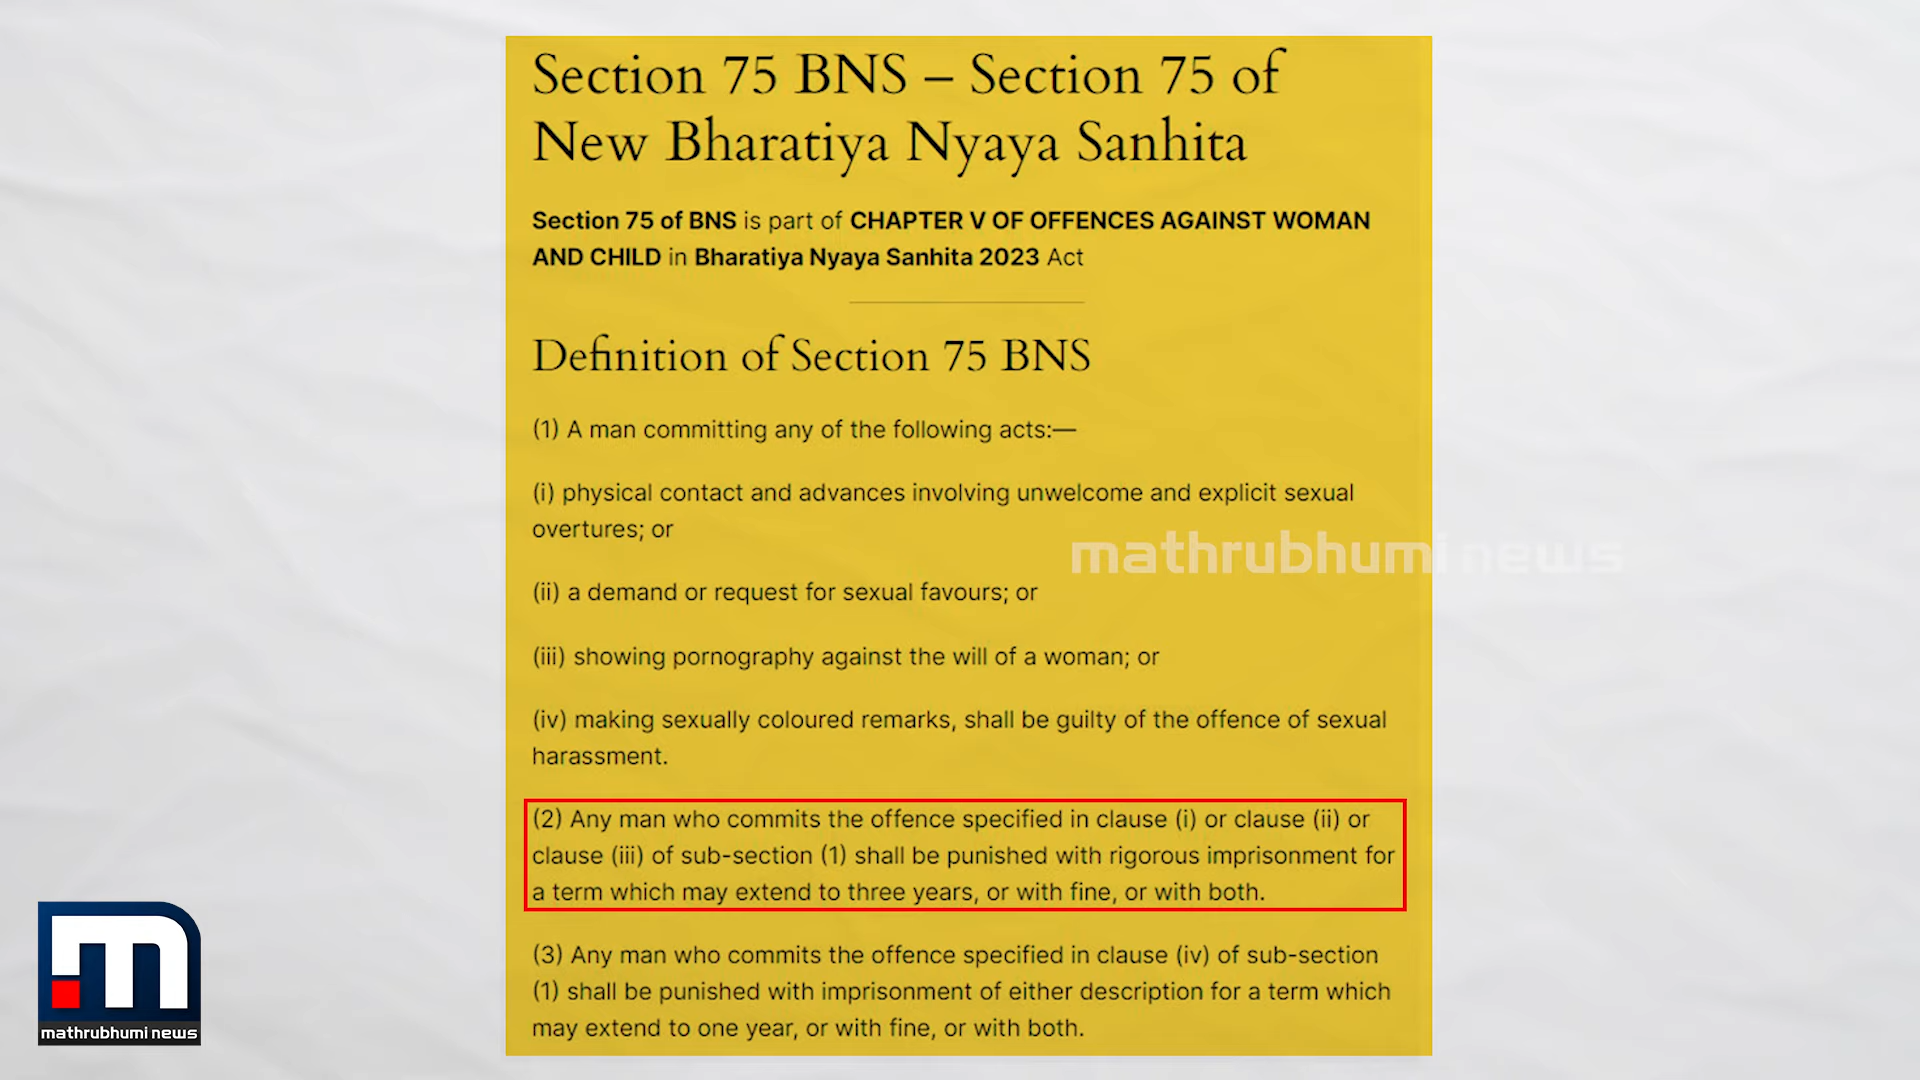 Section 75 BNS – Section 75 of
New Bharatiya Nyaya Sanhita
Section 75 of BNS is part of CHAPTER V OF OFFENCES AGAINST WOMAN
AND CHILD in Bharatiya Nyaya Sanhita 2023 Act
Definition of Section 75 BNS
(1) A man committing any of the following acts:—
(i) physical contact and advances involving unwelcome and explicit sexual
overtures; or
mathrubhumi news
(ii) a demand or request for sexual favours; or
(iii) showing pornography against the will of a woman; or
(iv) making sexually coloured remarks, shall be guilty of the offence of sexual
harassment.
(2) Any man who commits the offence specified in clause (i) or clause (ii) or
clause (iii) of sub-section (1) shall be punished with rigorous imprisonment for
a term which may extend to three years, or with fine, or with both.
(3) Any man who commits the offence specified in clause (iv) of sub-section
(1) shall be punished with imprisonment of either description for a term which
may extend to one year, or with fine, or with both.
mathrubhumi news